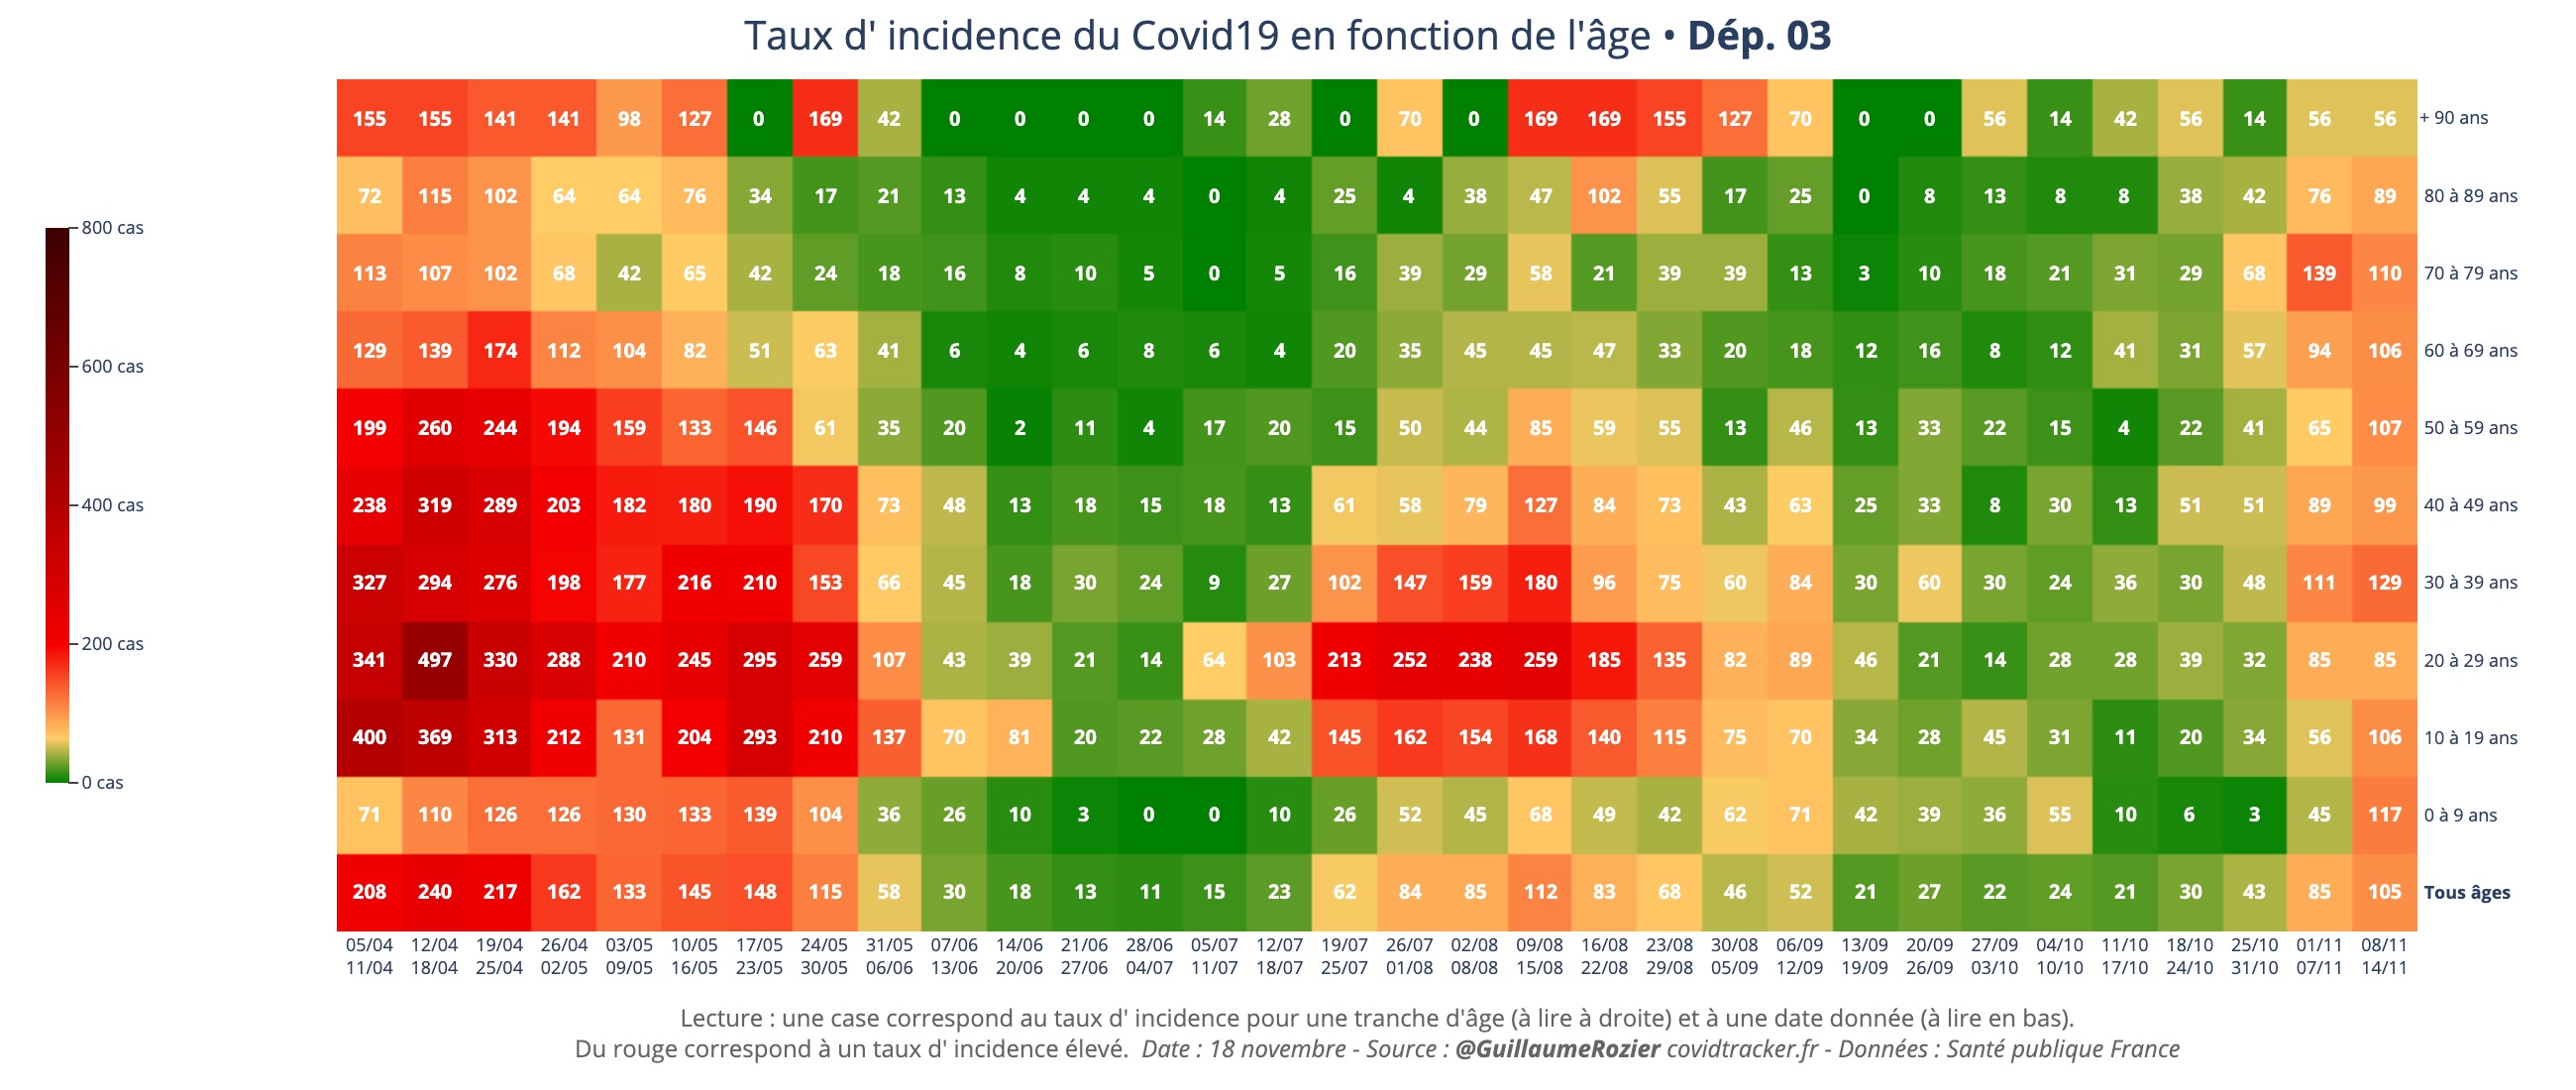 Taux d' incidence du Covid19 en fonction de l'âge • Dép. 03
800 cas
600 cas
400 cas
200 cas
0 cas
155 155 141 141 98 127 0 169 42 0 0 0 0 14 28 0 70 0 169 169 155 127 70 0 0 56 14 42 56 14 56 56 + 90 ans
72 115 102 64 64 76 34 17 21 13 4 4 4 0 4 25 4 38 47 102 55 17 25 0 8 13 8 8 38 42 76 89 80 à 89 ans
113 107 102 68 42 65 42 24 18 16 8 10 5 0 5 16 39 29 58 21 39 39 13 3 10 18 21 31 29 68 139 110 70 à 79 ans
129 139 174 112 104 82 51 63 41 6 4 6 8 6 4 20 35 45 45 47 33 20 18 12 16 8 12 41 31 57 94 106 60 à 69 ans
199 260 244 194 159 133 146 61 35 20 2 11 4 17 20 15 50 44 85 59 55 13 46 13 33 22 15 4 22 41 65 107 50 à 59 ans
238 319 289 203 182 180 190 170 73 48 13 18 15 18 13 61 58 79 127 84 73 43 63 25 33 8 30 13 51 51 89 99 40 à 49 ans
327 294 276 198 177 216 210 153 66 45 18 30 24 9 27 102 147 159 180 96 75 60 84 30 60 30 24 36 30 48 111 129 30 à 39 ans
341 497 330 288 210 245 295 259 107 43 39 21 14 64 103 213 252 238 259 185 135 82 89 46 21 14 28 28 39 32 85 85 20 à 29 ans
400 369 313 212 131 204 293 210 137 70 81 20 22 28 42 145 162 154 168 140 115 75 70 34 28 45 31 11 20 34 56 106 10 à 19 ans
71 110 126 126 130 133 139 104 36 26 10 3 0 0 10 26 52 45 68 49 42 62 71 42 39 36 55 10 6 3 45 117 0 à 9 ans
208 240 217 162 133 145 148 115 58 30 18 13 11 15 23 62 84 85 112 83 68 46 52 21 27 22 24 21 30 43 85 105 Tous âges
05/04 12/04 19/04 26/04 03/05 10/05 17/05 24/05 31/05 07/06 14/06 21/06 28/06 05/07 12/07 19/07 26/07 02/08 09/08 16/08 23/08 30/08 06/09 13/09 20/09 27/09 04/10 11/10 18/10 25/10 01/11 08/11
11/04 18/04 25/04 02/05 09/05 16/05 23/05 30/05 06/06 13/06 20/06 27/06 04/07 11/07 18/07 25/07 01/08 08/08 15/08 22/08 29/08 05/09 12/09 19/09 26/09 03/10 10/10 17/10 24/10 31/10 07/11 14/11
Lecture : une case correspond au taux d' incidence pour une tranche d'âge (à lire à droite) et à une date donnée (à lire en bas).
Du rouge correspond à un taux d' incidence élevé. Date : 18 novembre - Source : @GuillaumeRozier covidtracker.fr - Données : Santé publique France